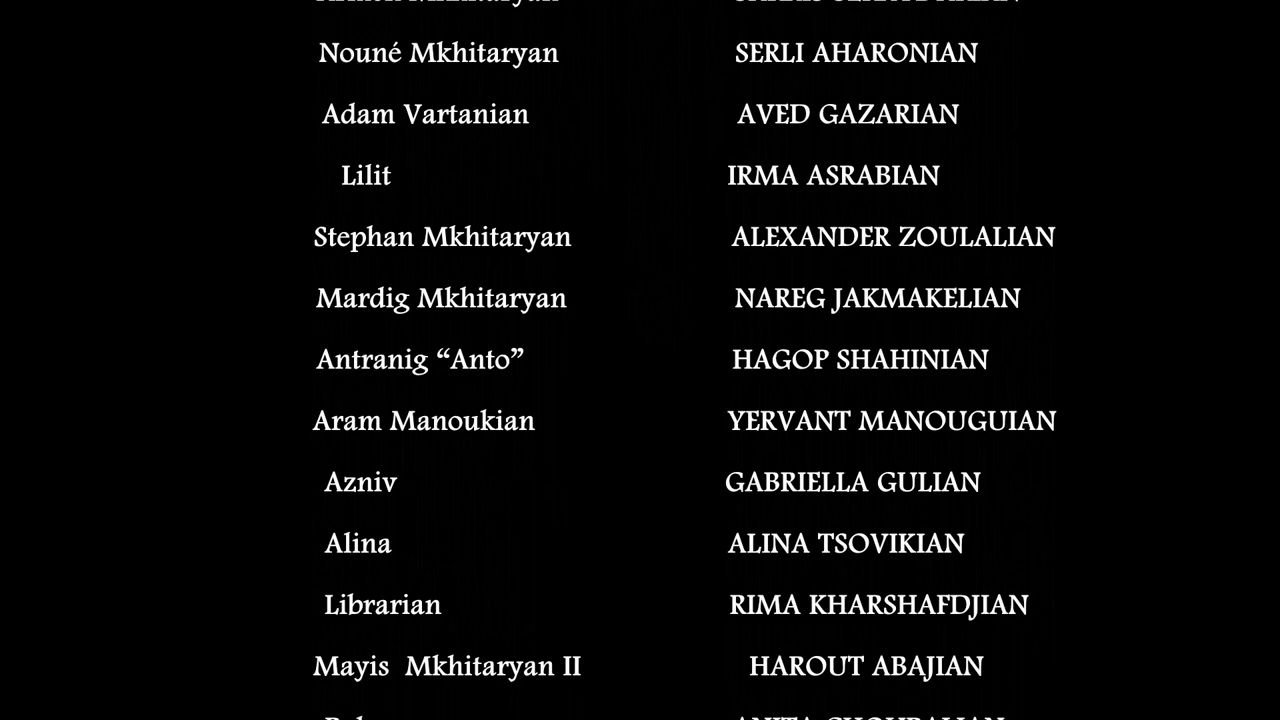 Nouné Mkhitaryan SERLI AHARONIAN
Adam Vartanian AVED GAZARIAN
Lilit IRMA ASRABIAN
Stephan Mkhitaryan ALEXANDER ZOULALIAN
Mardig Mkhitaryan NAREG JAKMAKELIAN
Antranig “Anto” HAGOP SHAHINIAN
Aram Manoukian YERVANT MANOUGUIAN
Azniv GABRIELLA GULIAN
Alina ALINA TSOVIKIAN
Librarian RIMA KHARSHAFDJIAN
Mayis Mkhitaryan II HAROUT ABAJIAN